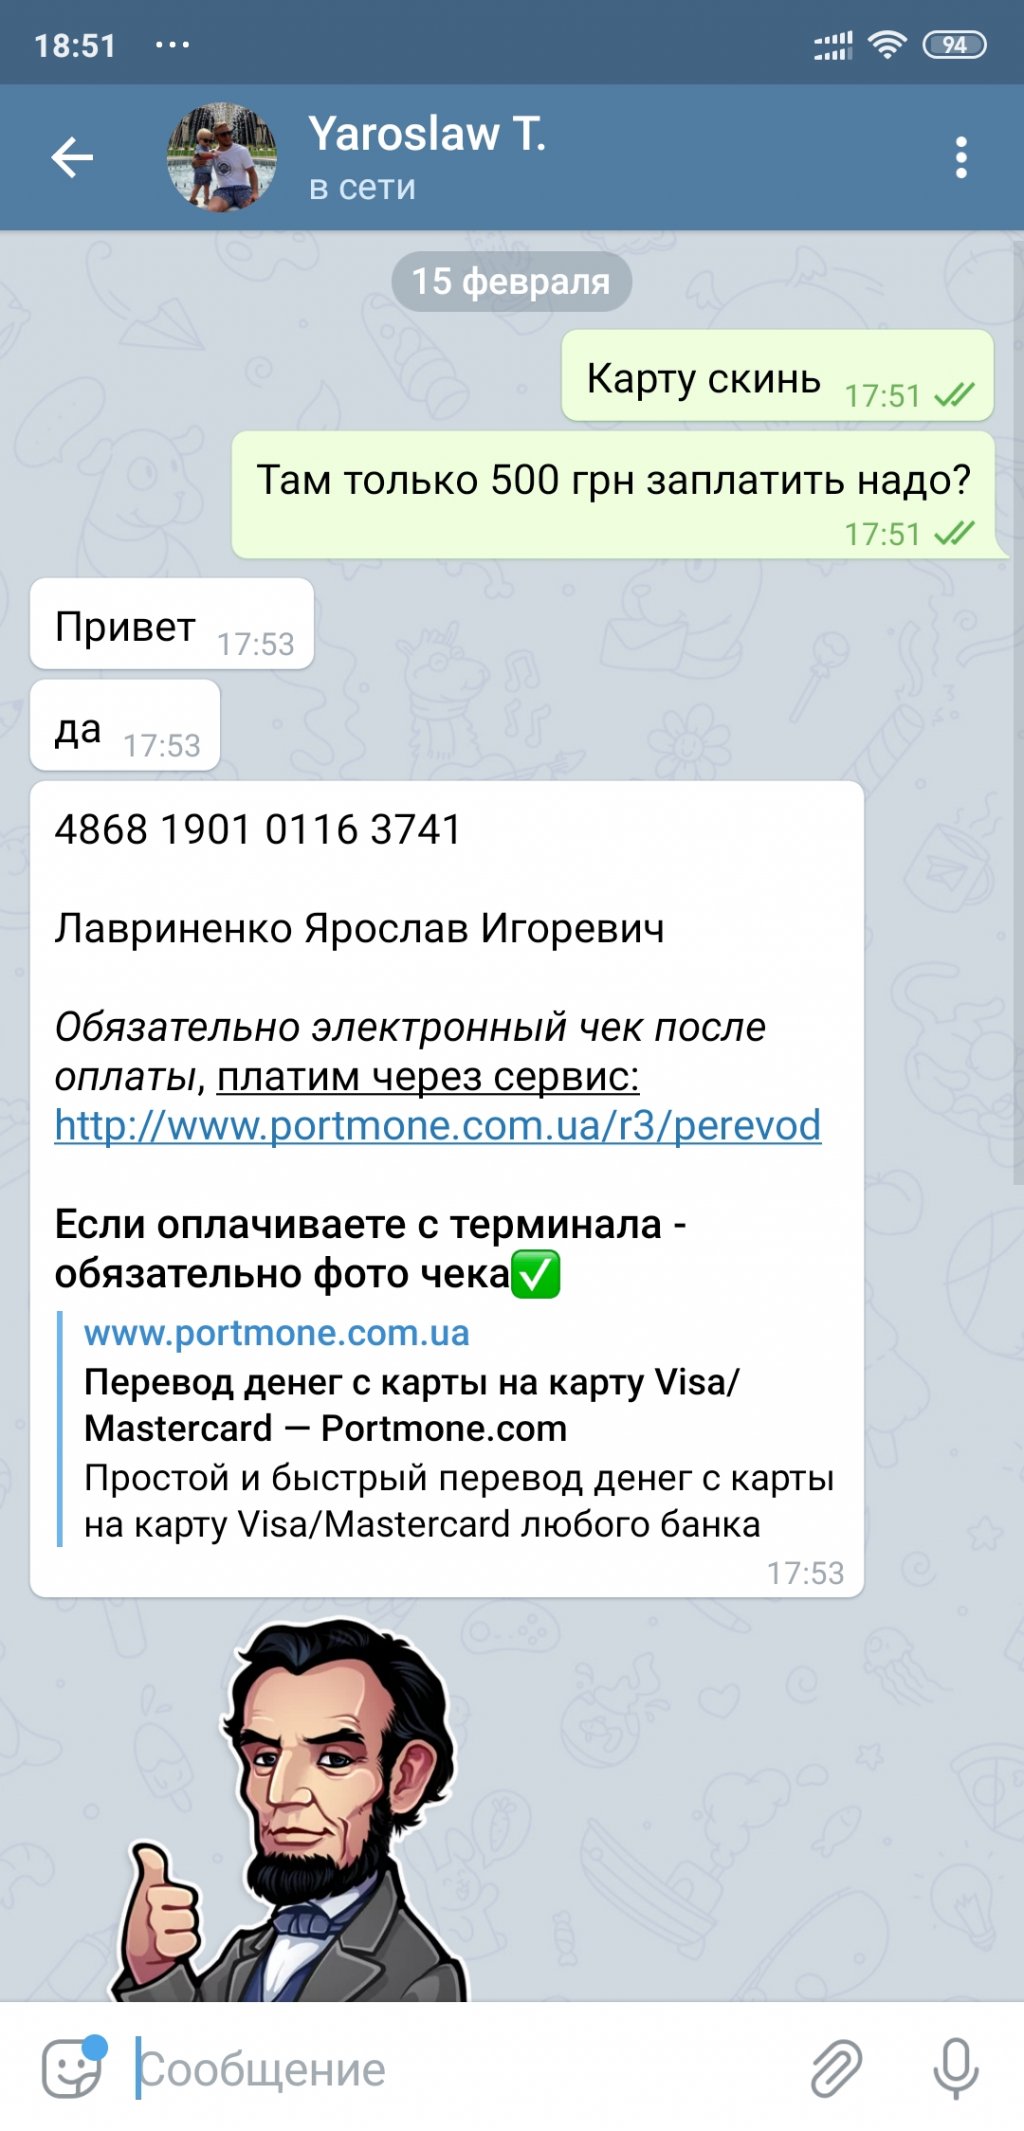 18:51 ...
94
Yaroslaw T.
в сети
15 февраля
Карту скинь 17:51
Там только 500 грн заплатить надо?
17:51
Привет 17:53
да 17:53
4868 1901 0116 3741
Лавриненко Ярослав Игоревич
Обязательно электронный чек после
оплаты, платим через сервис:
http://www.portmone.com.ua/r3/perevod
Если оплачиваете с терминала -
обязательно фото чека✅
www.portmone.com.ua
Перевод денег с карты на карту Visa/
Mastercard — Portmone.com
Простой и быстрый перевод денег с карты
на карту Visa/Mastercard любого банка
17:53
Сообщение